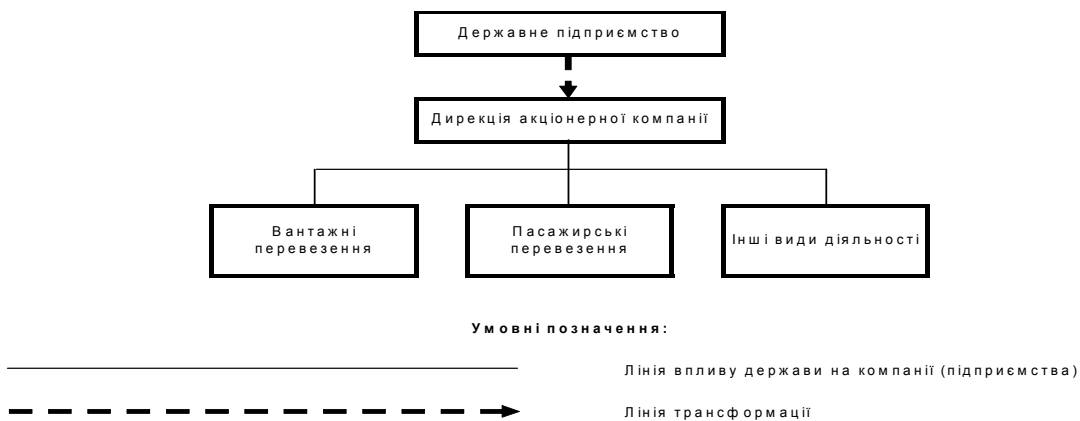 Державне підприємство
Дирекція акціонерної компанії
Вантажні
перевезення
Пасажирські
перевезення
Інші види діяльності
Умовні позначення:
Лінія впливу держави на компанії (підприємства)
Лінія трансформації